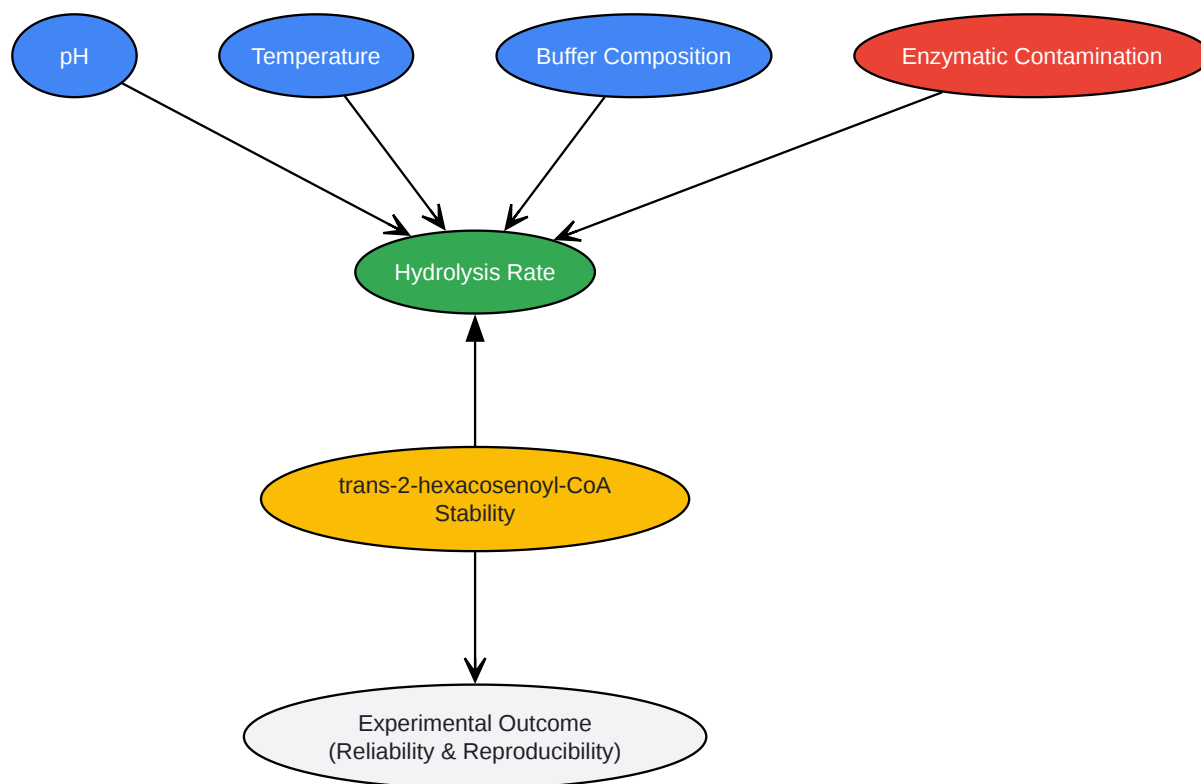 pH
Temperature
Buffer Composition
Enzymatic Contamination
Hydrolysis Rate
trans-2-hexacosenoyl-CoA
Stability
Experimental Outcome
(Reliability & Reproducibility)